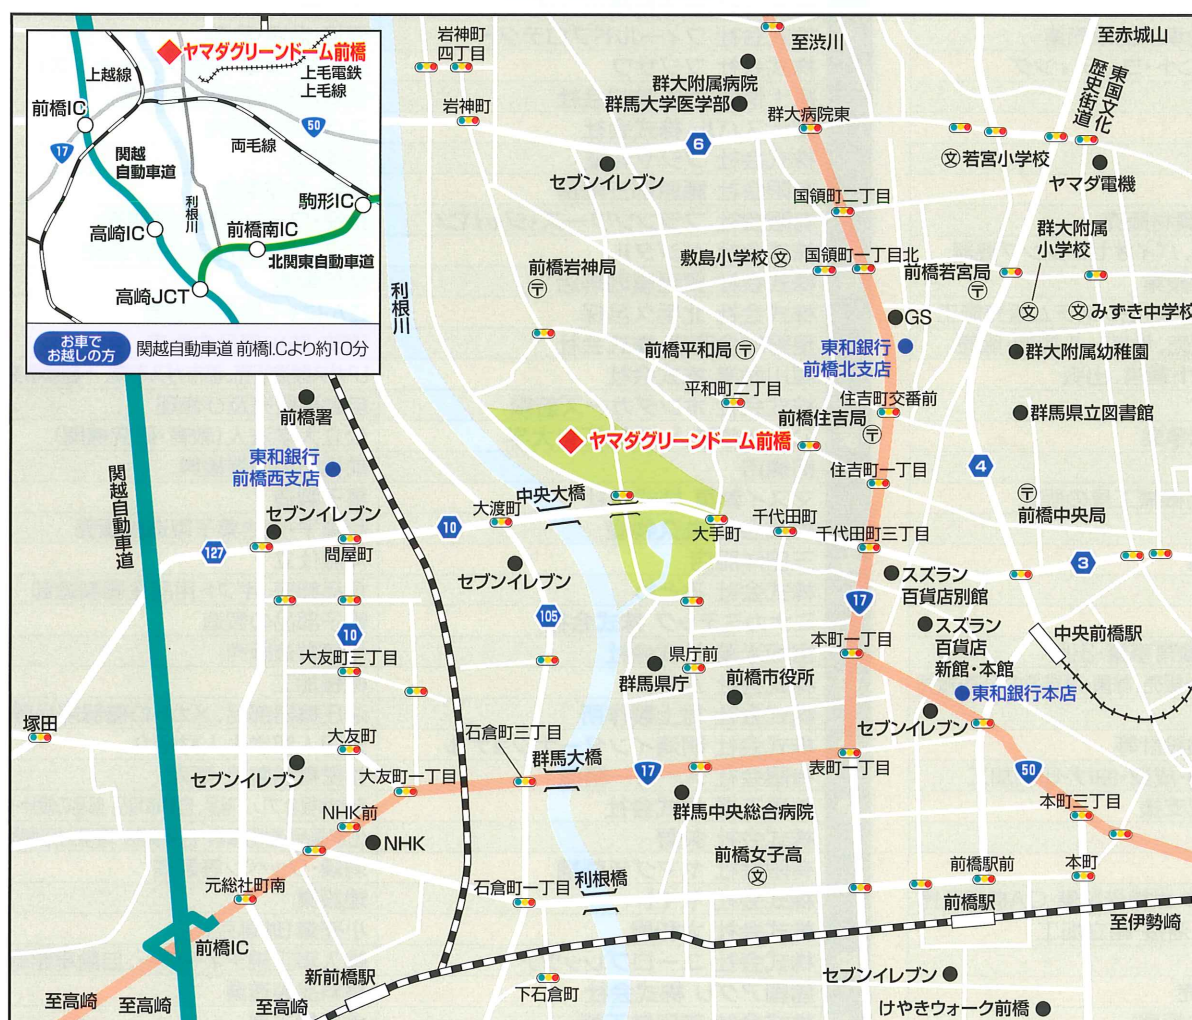 ヤマダグリーンドーム前橋
上越線
上毛電鉄
上毛線
前橋IC
50
17
両毛線
関越
自動車道
駒形IC
利根川
高崎IC
前橋南IC
北関東自動車道
高崎JCT
お車で
お越しの方
関越自動車道 前橋I.Cより約10分
岩神町
四丁目
至渋川
至赤城山
群大附属病院
群馬大学医学部
東国文化
歴史街道
岩神町
群大病院東
6
セブンイレブン
文若宮小学校
ヤマダ電機
国領町二丁目
群大附属
小学校
敷島小学校文
国領町一丁目北
前橋岩神局
〒
前橋若宮局
〒
文
文みずき中学校
利根川
GS
前橋平和局〒
東和銀行
前橋北支店
群大附属幼稚園
平和町二丁目
前橋署
住吉町交番前
前橋住吉局
〒
群馬県立図書館
ヤマダグリーンドーム前橋
東和銀行
前橋西支店
関越自動車道
住吉町一丁目
4
〒
前橋中央局
中央大橋
大渡町
セブンイレブン
10
127
問屋町
大手町
千代田町
千代田町三丁目
セブンイレブン
3
スズラン
百貨店別館
17
105
10
スズラン
百貨店
新館・本館
中央前橋駅
本町一丁目
大友町三丁目
県庁前
群馬県庁
前橋市役所
東和銀行本店
セブンイレブン
塚田
大友町
石倉町三丁目
群馬大橋
セブンイレブン
大友町一丁目
17
表町一丁目
50
群馬中央総合病院
本町三丁目
NHK前
NHK
前橋女子高
文
前橋駅前
本町
元総社町南
石倉町一丁目
利根橋
前橋駅
至伊勢崎
前橋IC
新前橋駅
セブンイレブン
下石倉町
至高崎
至高崎
至高崎
けやきウォーク前橋